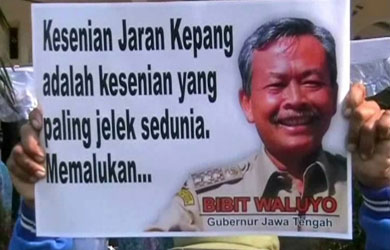 Kesenian Jaran Kepang
adalah kesenian yang
paling jelek sedunia.
Memalukan...
BIBIT WALUYO
Gubernur Jawa Tengah